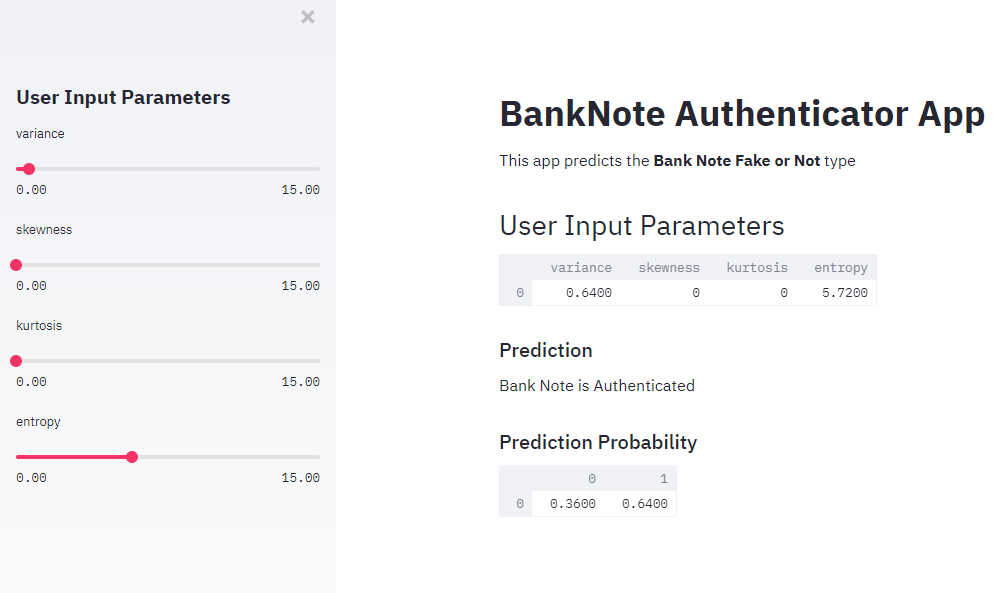 ×
User Input Parameters
variance
0.00 15.00
skewness
0.00 15.00
kurtosis
0.00 15.00
entropy
0.00 15.00
BankNote Authenticator App
This app predicts the Bank Note Fake or Not type
User Input Parameters
variance skewness kurtosis entropy
0 0.6400 0 0 5.7200
Prediction
Bank Note is Authenticated
Prediction Probability
0 1
0 0.3600 0.6400